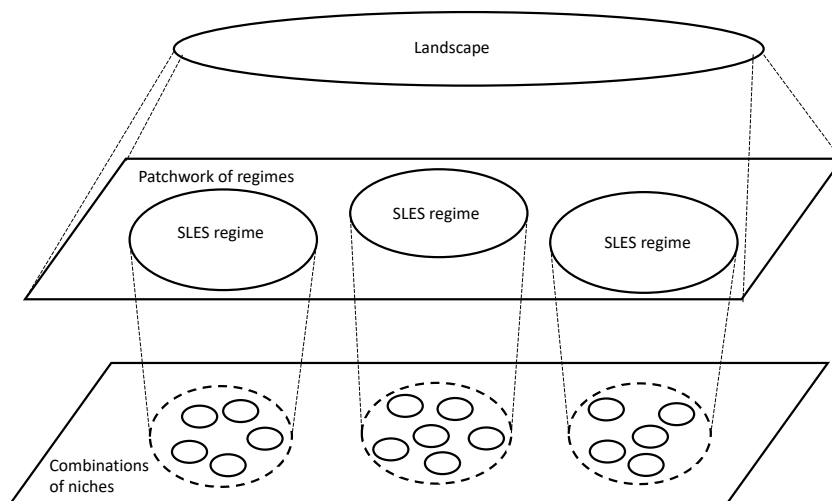 Landscape
Patchwork of regimes
SLES regime
SLES regime
SLES regime
Combinations
of niches